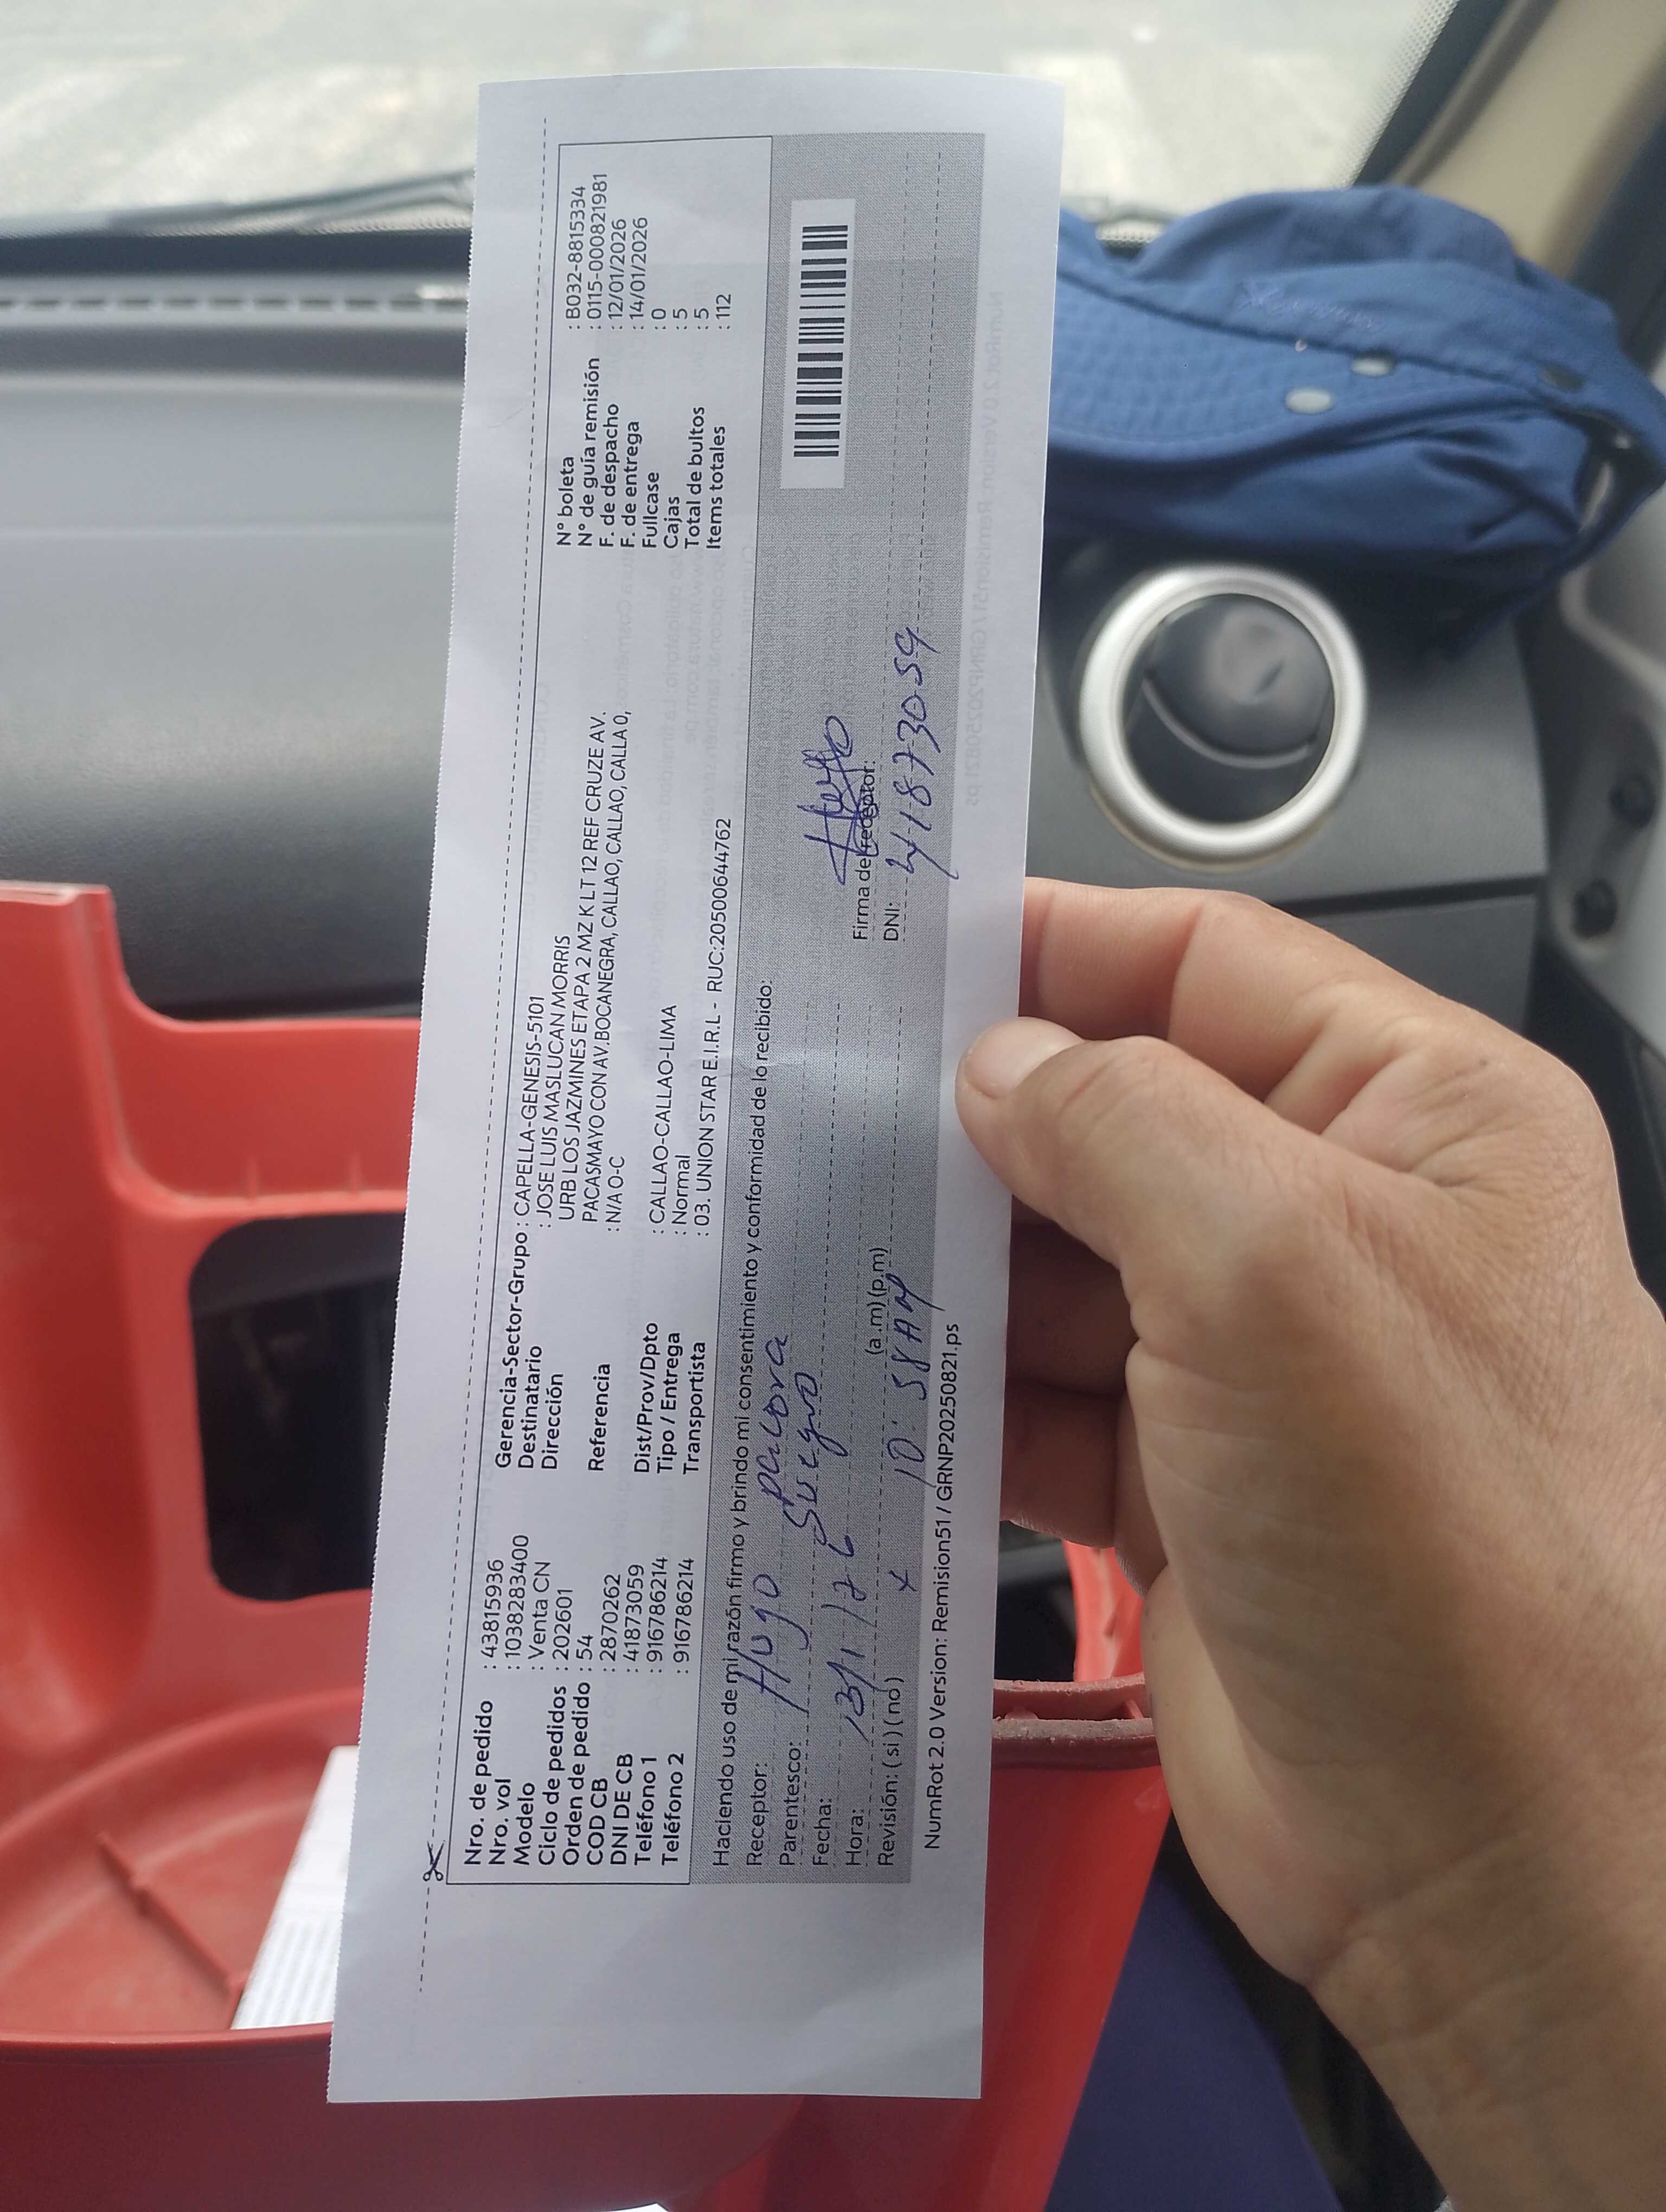 Nro. de pedido : 43815936
Nro. vol : 1038283400
Modelo : Venta CN
Ciclo de pedidos : 202601
Orden de pedido : 54
COD CB : 2870262
DNI DE CB : 41873059
Teléfono 1 : 916786214
Teléfono 2 : 916786214
Gerencia-Sector-Grupo : CAPELLA-GENESIS-5101
Destinatario : JOSE LUIS MASLUCAN MORRIS
Dirección URB LOS JAZMINES ETAPA 2 MZ K LT 12 REF CRUZE AV.
PACASMAYO CON AV.BOCANEGRA, CALLAO, CALLAO, CALLA 0,
Referencia : N/A 0-C
Dist/Prov/Dpto : CALLAO-CALLAO-LIMA
Tipo / Entrega : Normal
Transportista : 03. UNION STAR E.I.R.L - RUC:20500644762
N° boleta : B032-8815334
N° de guía remisión : 0115-000821981
F. de despacho : 12/01/2026
F. de entrega : 14/01/2026
Fullcase : 0
Cajas : 5
Total de bultos : 5
Items totales : 112
Haciendo uso de mi razón firmo y brindo mi consentimiento y conformidad de lo recibido:
Receptor: Hugo palora
Parentesco: Suegro
Fecha: 13/1/26
Hora: 10:58 AM (a.m) (p.m)
Revisión: ( si ) ( no ) x
Firma del receptor: Hugo
DNI: 41873059
NumRot 2.0 Version: Remision51 / GRNP20250821.ps